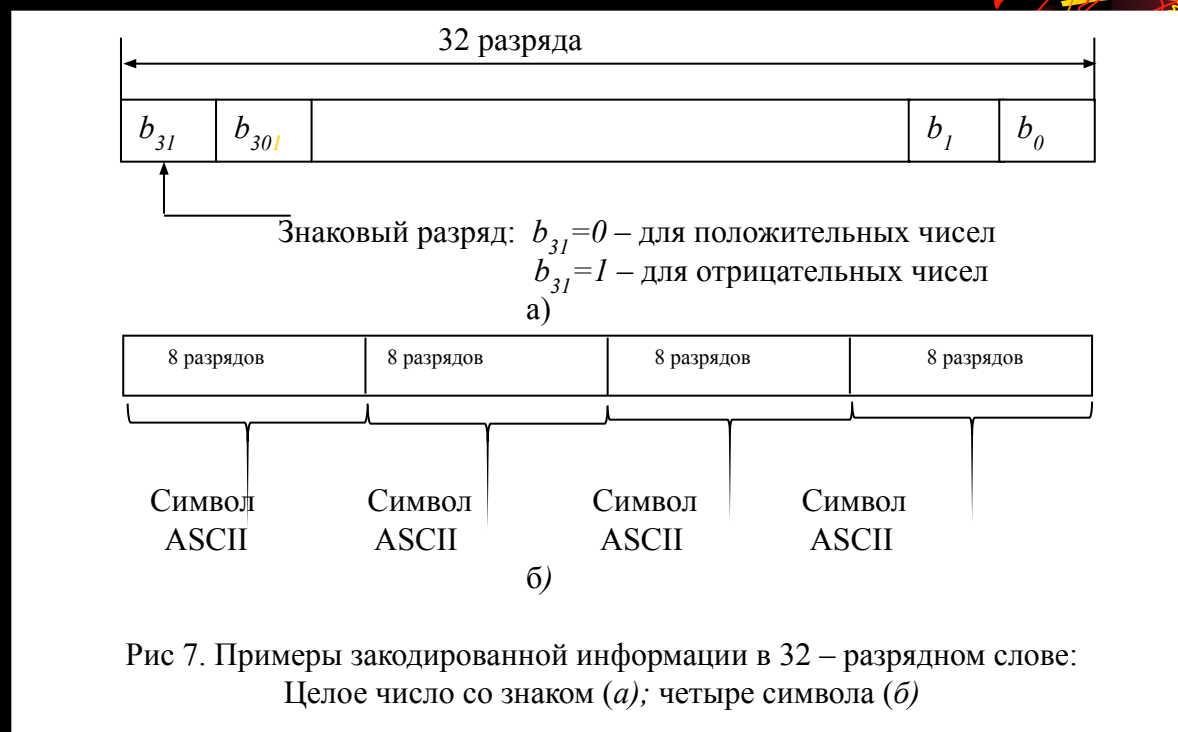 32 разряда
b31 b301 b1 b0
Знаковый разряд: b31=0 – для положительных чисел
b31=1 – для отрицательных чисел
а)
8 разрядов 8 разрядов 8 разрядов 8 разрядов
Символ Символ Символ Символ
ASCII ASCII ASCII ASCII
б)
Рис 7. Примеры закодированной информации в 32 – разрядном слове:
Целое число со знаком (а); четыре символа (б)